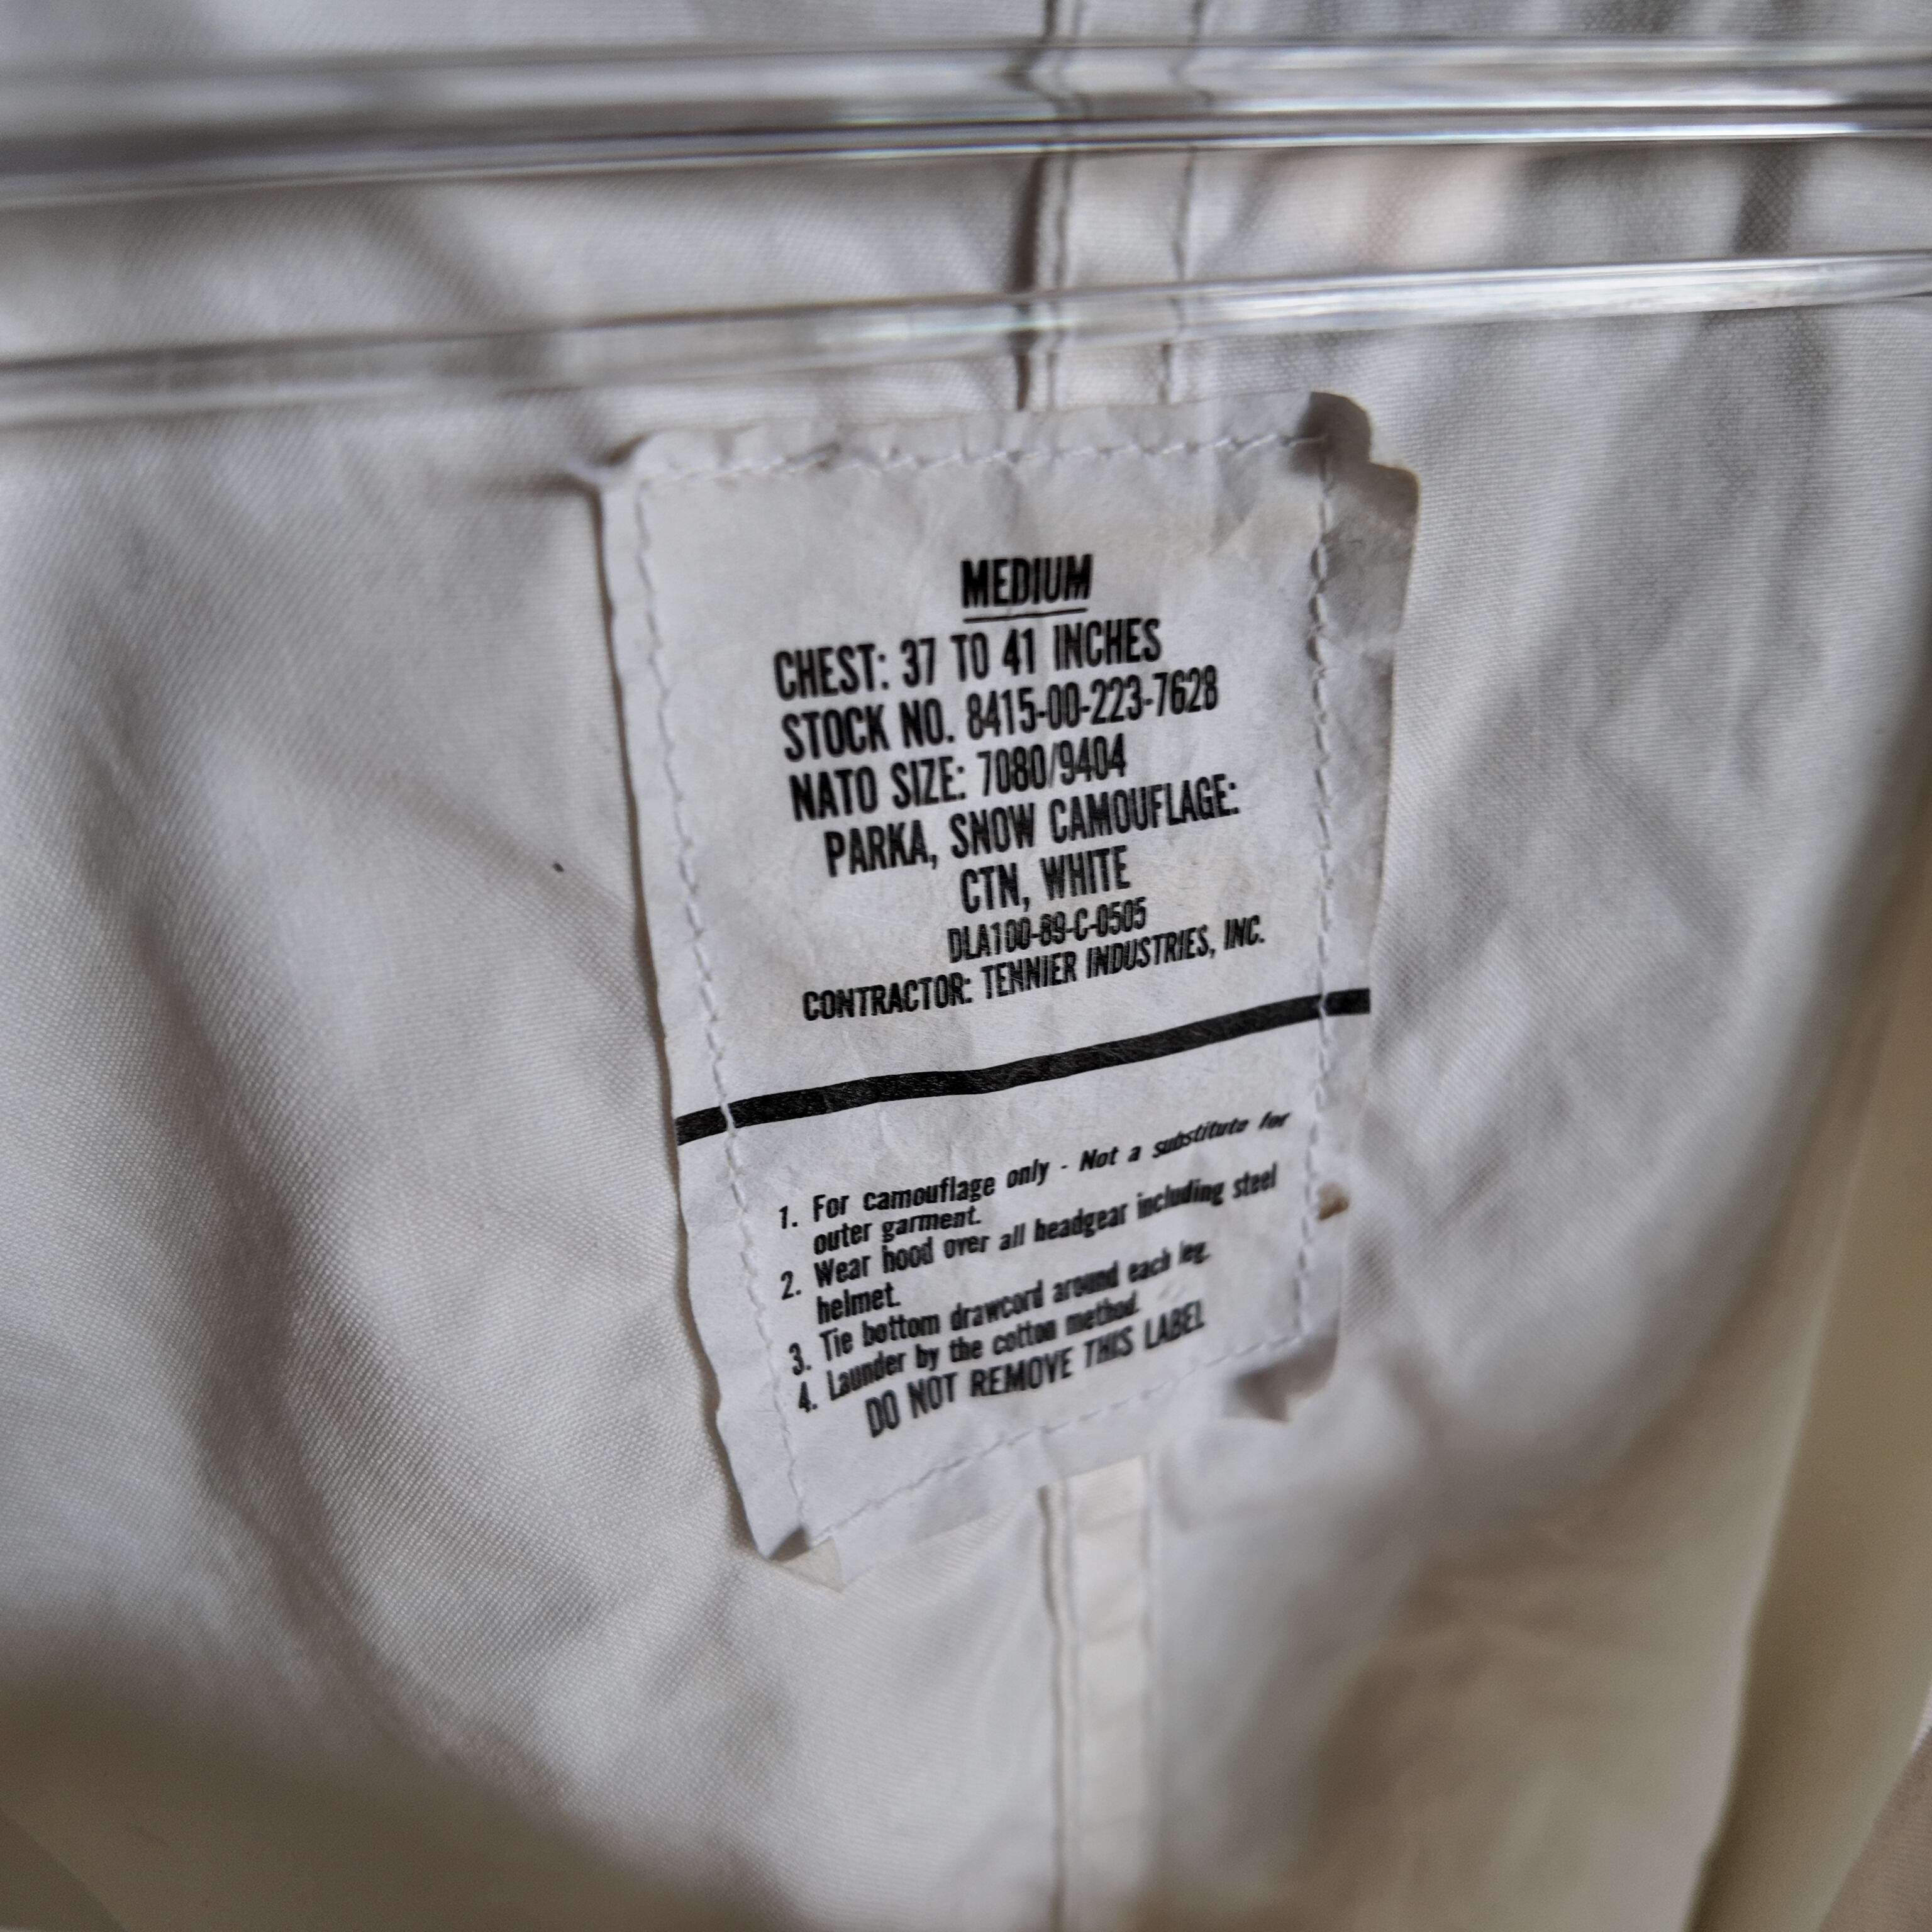 MEDIUM
CHEST: 37 TO 41 INCHES
STOCK NO. 8415-00-223-7628
NATO SIZE: 7080/9404
PARKA, SNOW CAMOUFLAGE:
CTN, WHITE
DLA100-89-C-0505
CONTRACTOR: TENNIER INDUSTRIES, INC.
1. For camouflage only - Not a substitute for
outer garment.
2. Wear hood over all headgear including steel
helmet.
3. Tie bottom drawcord around each leg.
4. Launder by the cotton method.
DO NOT REMOVE THIS LABEL